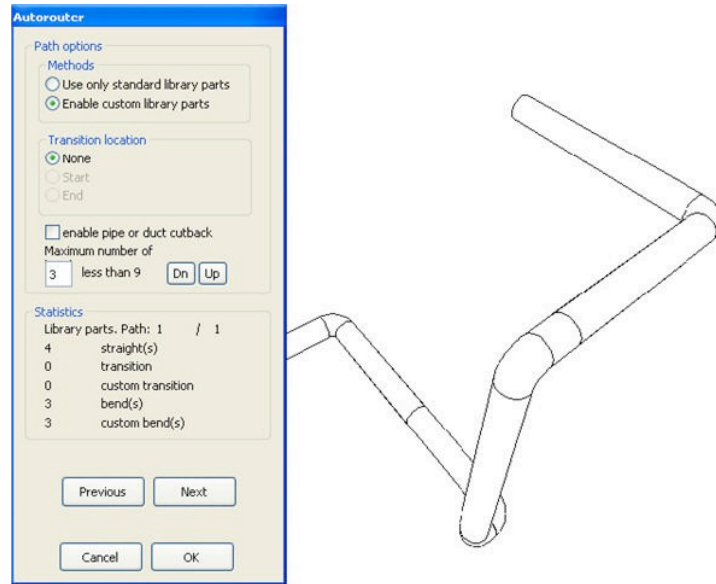 Autorouter
Path options
Methods
Use only standard library parts
Enable custom library parts
Transition location
None
Start
End
enable pipe or duct cutback
Maximum number of
3 less than 9 Dn Up
Statistics
Library parts. Path: 1 / 1
4 straight(s)
0 transition
0 custom transition
3 bend(s)
3 custom bend(s)
Previous Next
Cancel OK